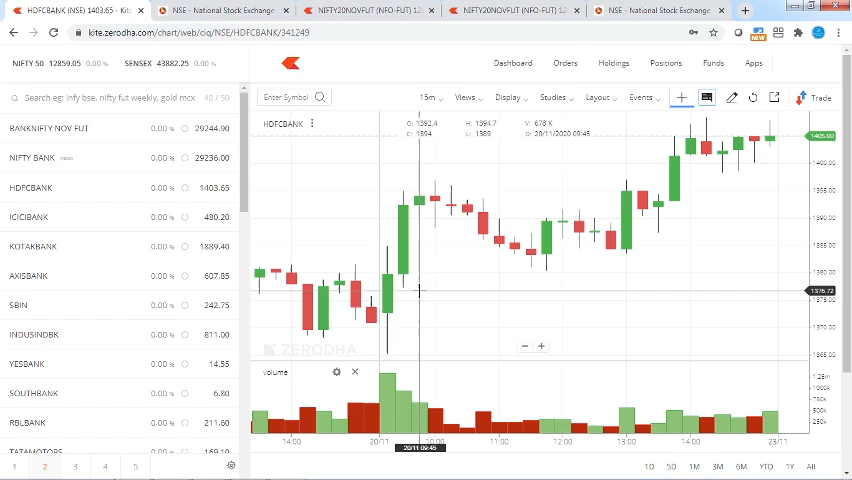 HDFCBANK (NSE) 1403.65 - Kit
NSE - National Stock Exchange
NIFTY20NOVFUT (NFO-FUT) 12
NIFTY20NOVFUT (NFO-FUT) 12
NSE - National Stock Exchange
kite.zerodha.com/chart/web/ciq/NSE/HDFCBANK/341249
NEW
NIFTY 50 12859.05 0.00 % SENSEX 43882.25 0.00 %
Dashboard Orders Holdings Positions Funds Apps
Search eg: infy bse, nifty fut weekly, gold mcx 48 / 50
Enter Symbol 15m Views Display Studies Layout Events Trade
HDFCBANK
O: 1392.4 H: 1394.7 V: 678 K
C: 1394 L: 1389 D: 20/11/2020 09:45
BANKNIFTY NOV FUT 0.00 % 29244.90
NIFTY BANK INDICES 0.00 % 29236.00
HDFCBANK 0.00 % 1403.65
ICICIBANK 0.00 % 480.20
KOTAKBANK 0.00 % 1889.40
AXISBANK 0.00 % 607.85
SBIN 0.00 % 242.75
INDUSINDBK 0.00 % 811.00
YESBANK 0.00 % 14.55
SOUTHBANK 0.00 % 6.80
RBLBANK 0.00 % 211.60
TATAMOTORS 0.00 % 169.10
1 2 3 4 5
1405.00
1400.00
1395.00
1390.00
1385.00
1380.00
1376.72
1375.00
1370.00
1365.00
ZERODHA
volume
1.25m
1000k
750k
500k
250k
14:00 20/11 10:00 11:00 12:00 13:00 14:00 23/11
20/11 09:45
1D 5D 1M 3M 6M YTD 1Y All